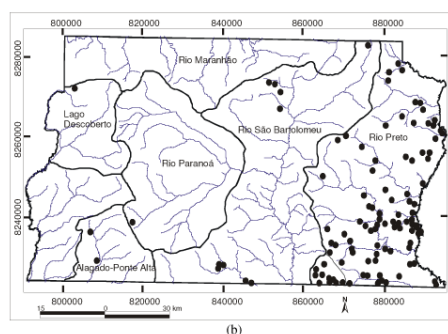 800000 820000 840000 860000 880000
8280000
Rio Maranhão
Lago
Descoberto
Rio São Bartolomeu
8260000
Rio Preto
Rio Paranoá
8240000
Alagado-Ponte Alta
8220000
800000 820000 840000 860000 880000
15 0 30 km
N
(b)